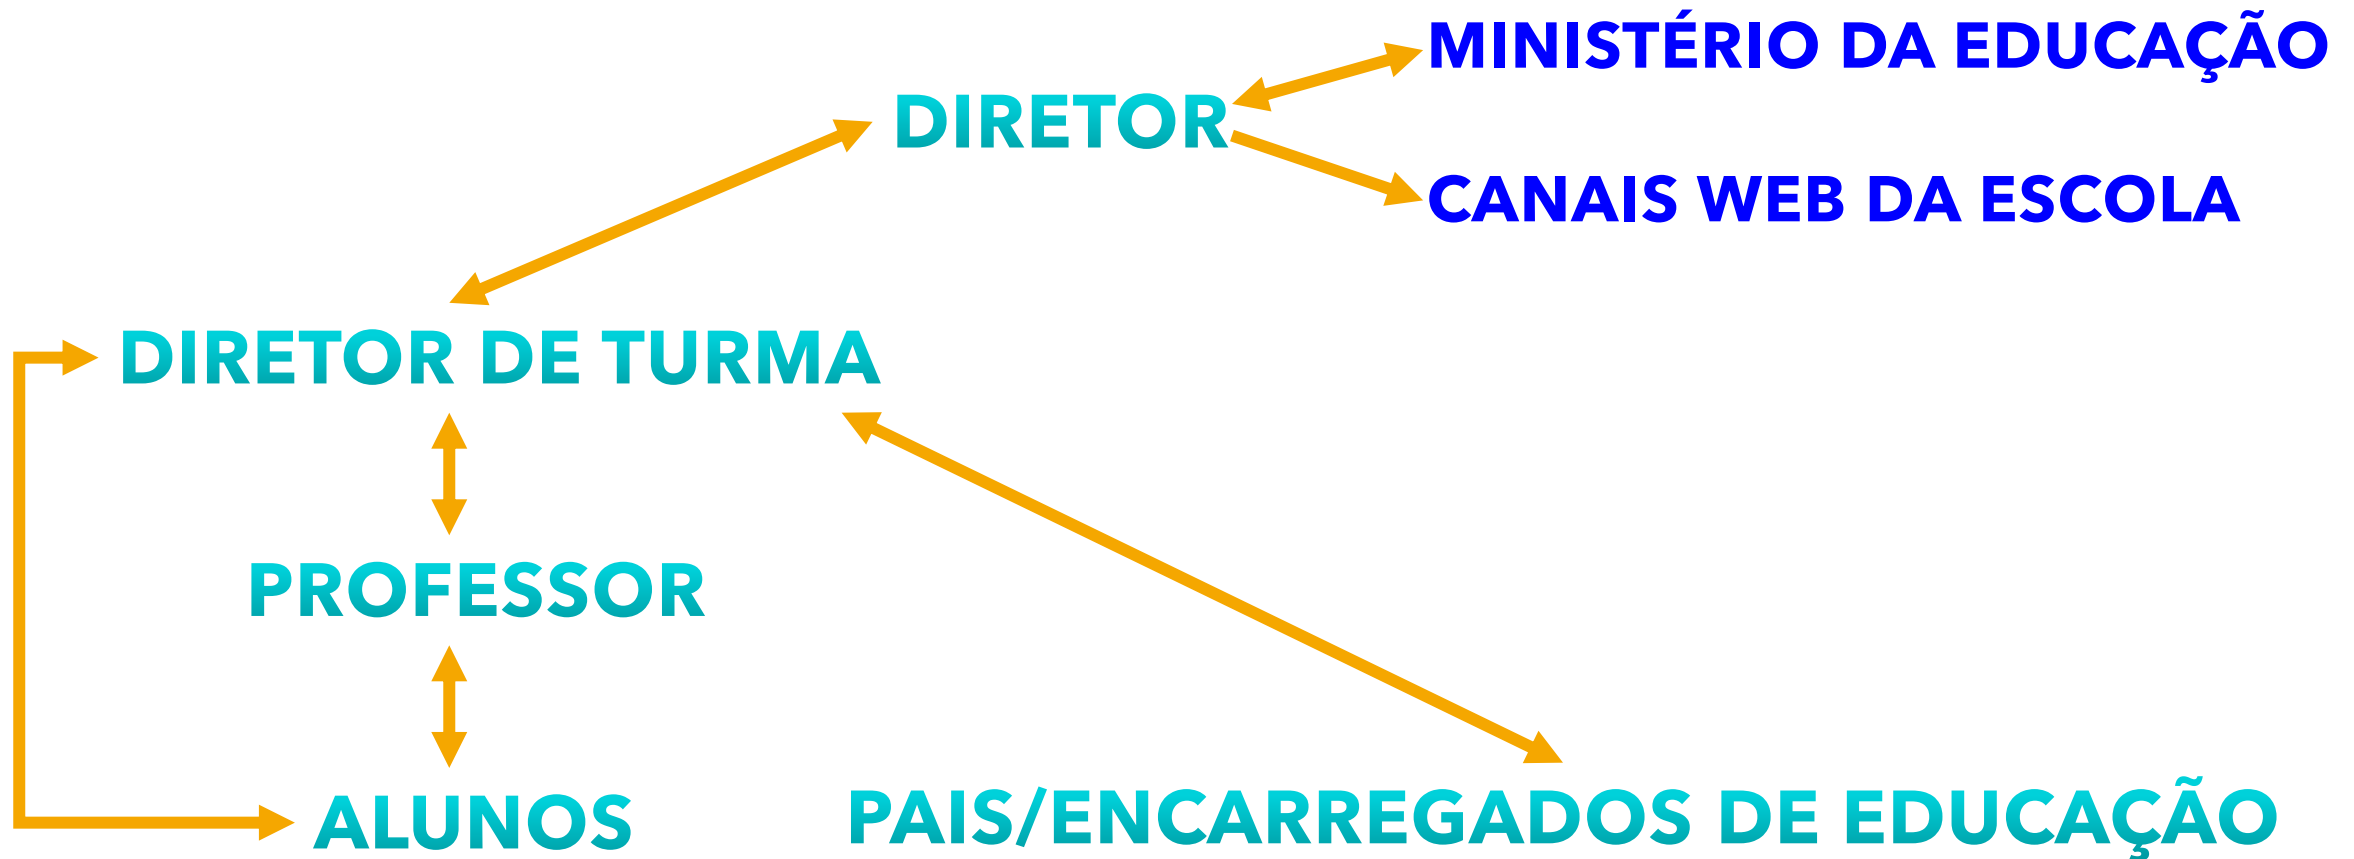 MINISTÉRIO DA EDUCAÇÃO
DIRETOR
CANAIS WEB DA ESCOLA
DIRETOR DE TURMA
PROFESSOR
ALUNOS
PAIS/ENCARREGADOS DE EDUCAÇÃO